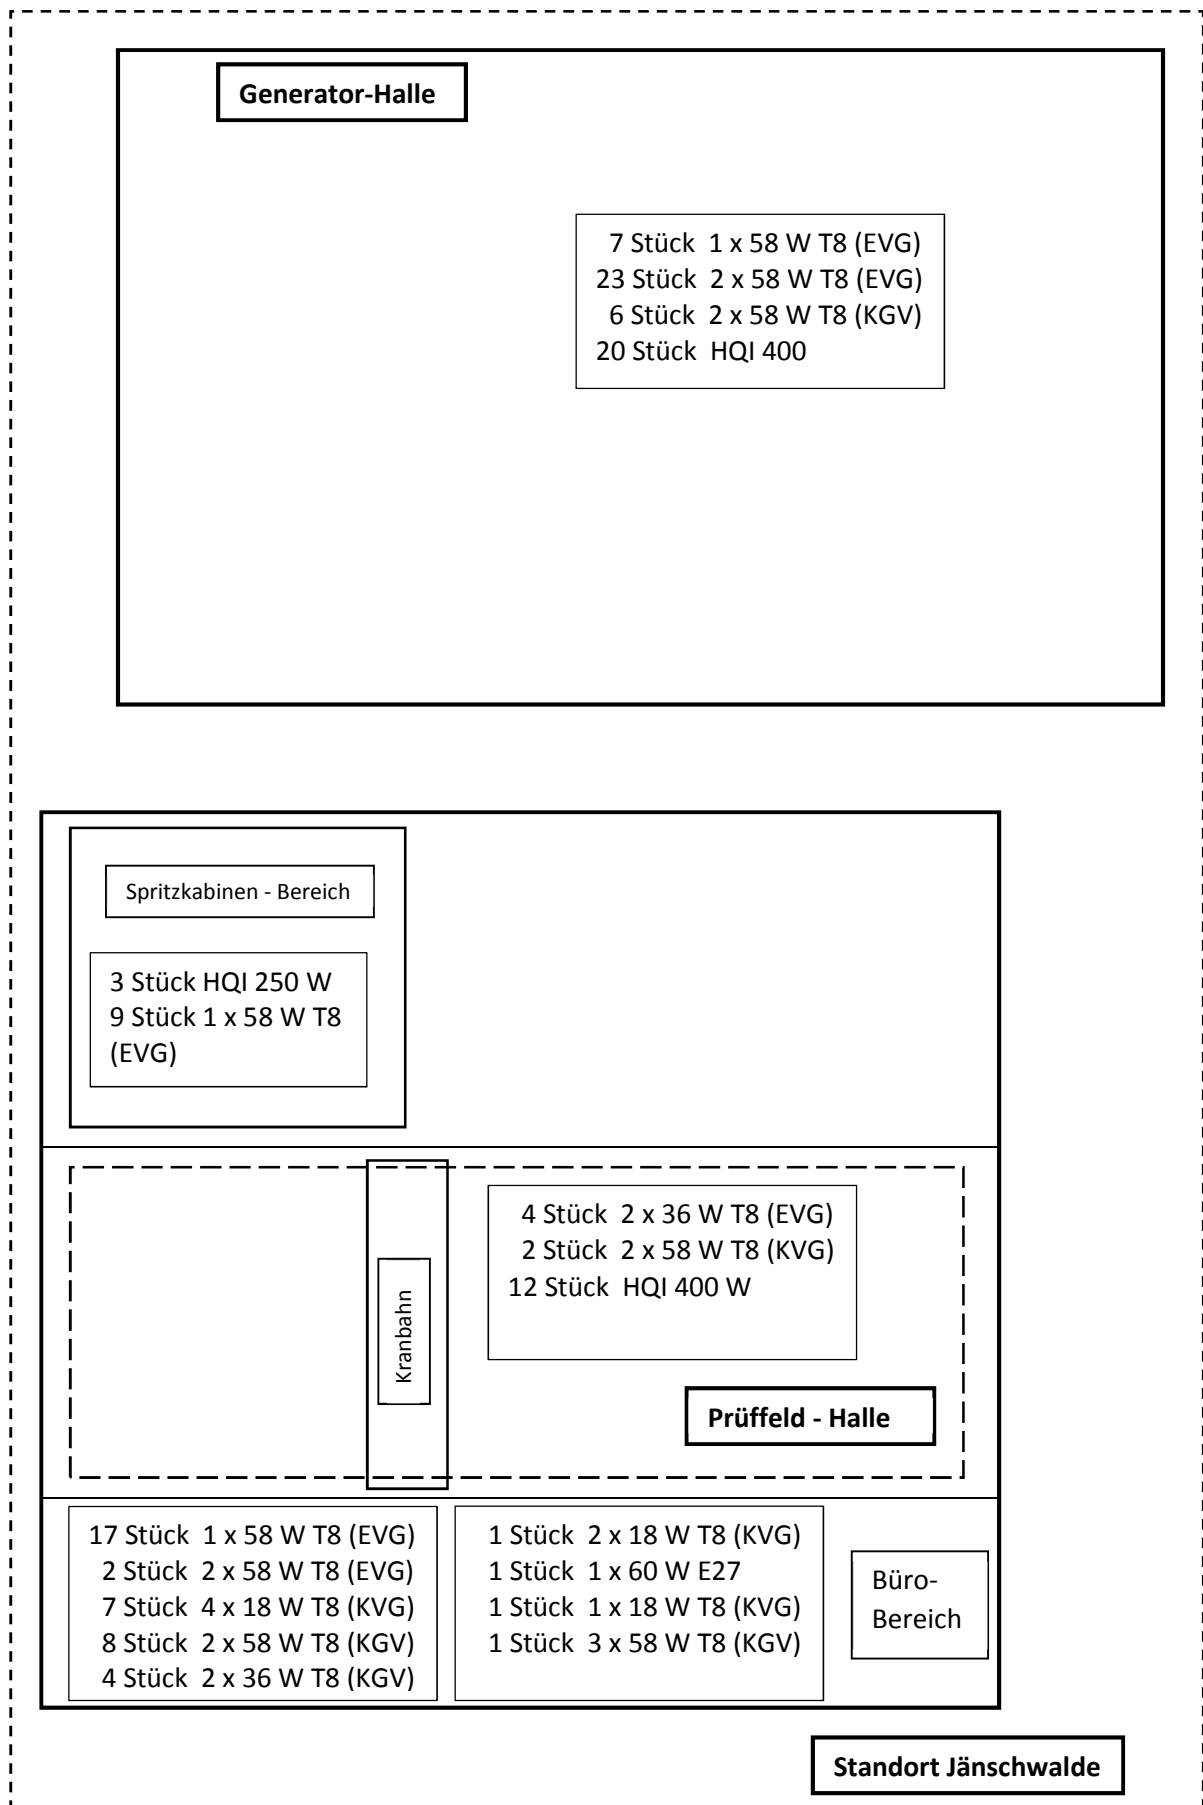 Generator-Halle
7 Stück 1 x 58 W T8 (EVG)
23 Stück 2 x 58 W T8 (EVG)
6 Stück 2 x 58 W T8 (KGV)
20 Stück HQI 400
Spritzkabinen - Bereich
3 Stück HQI 250 W
9 Stück 1 x 58 W T8
(EVG)
4 Stück 2 x 36 W T8 (EVG)
2 Stück 2 x 58 W T8 (KVG)
12 Stück HQI 400 W
Kranbahn
Prüffeld - Halle
17 Stück 1 x 58 W T8 (EVG)
2 Stück 2 x 58 W T8 (EVG)
7 Stück 4 x 18 W T8 (KVG)
8 Stück 2 x 58 W T8 (KGV)
4 Stück 2 x 36 W T8 (KGV)
1 Stück 2 x 18 W T8 (KVG)
1 Stück 1 x 60 W E27
1 Stück 1 x 18 W T8 (KVG)
1 Stück 3 x 58 W T8 (KGV)
Büro-
Bereich
Standort Jänschwalde